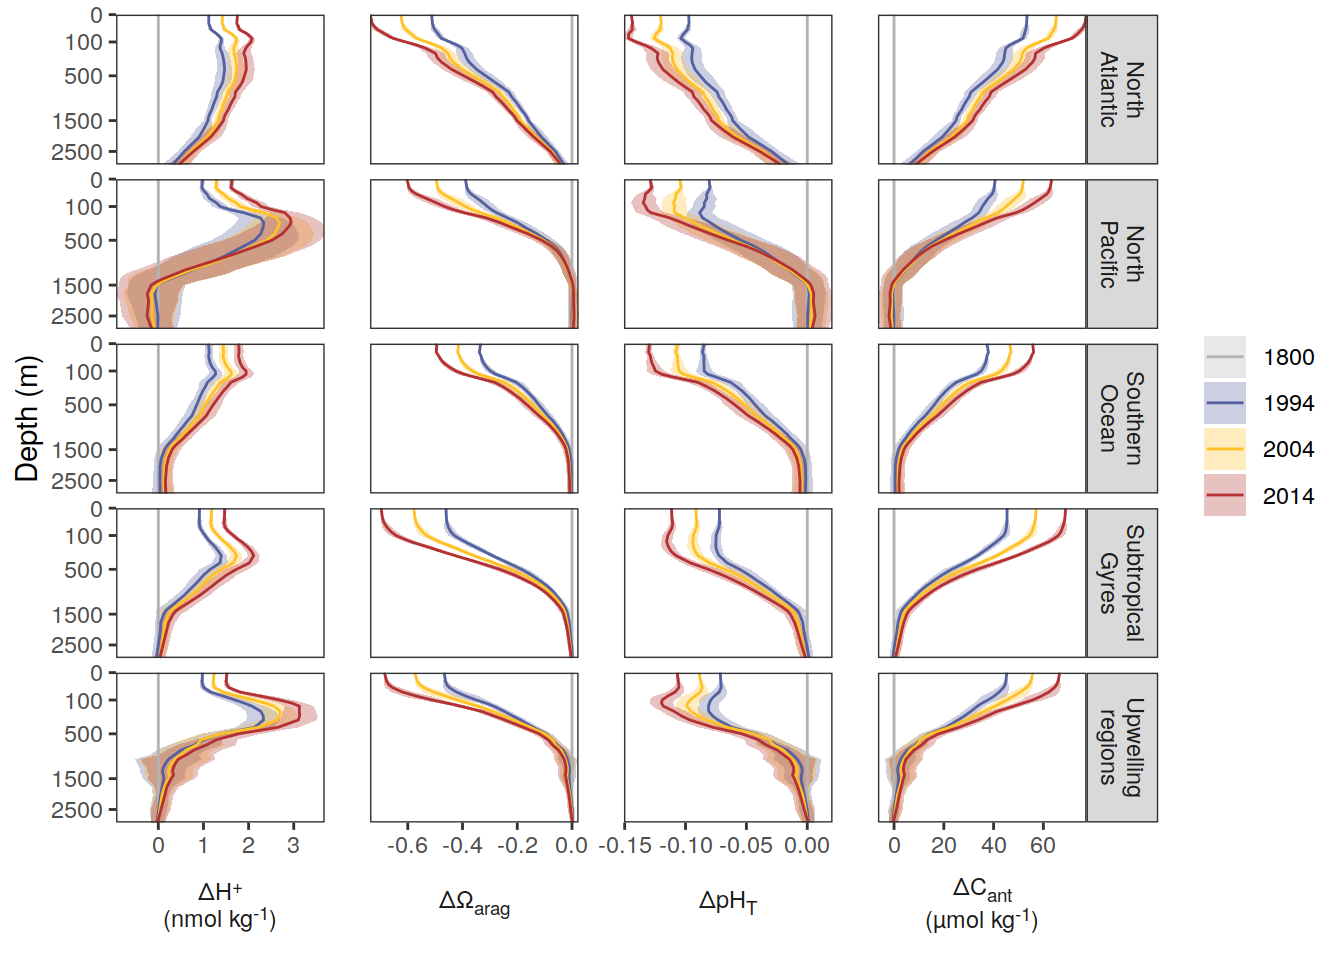 0
100
500
1500
2500
North
Atlantic
0
100
500
1500
2500
North
Pacific
0
100
500
1500
2500
Southern
Ocean
0
100
500
1500
2500
Subtropical
Gyres
0
100
500
1500
2500
Upwelling
regions
Depth (m)
0 1 2 3
-0.6 -0.4 -0.2 0.0
-0.15 -0.10 -0.05 0.00
0 20 40 60
ΔH⁺
(nmol kg⁻¹)
ΔΩarag
ΔpHT
ΔCant
(μmol kg⁻¹)
1800
1994
2004
2014